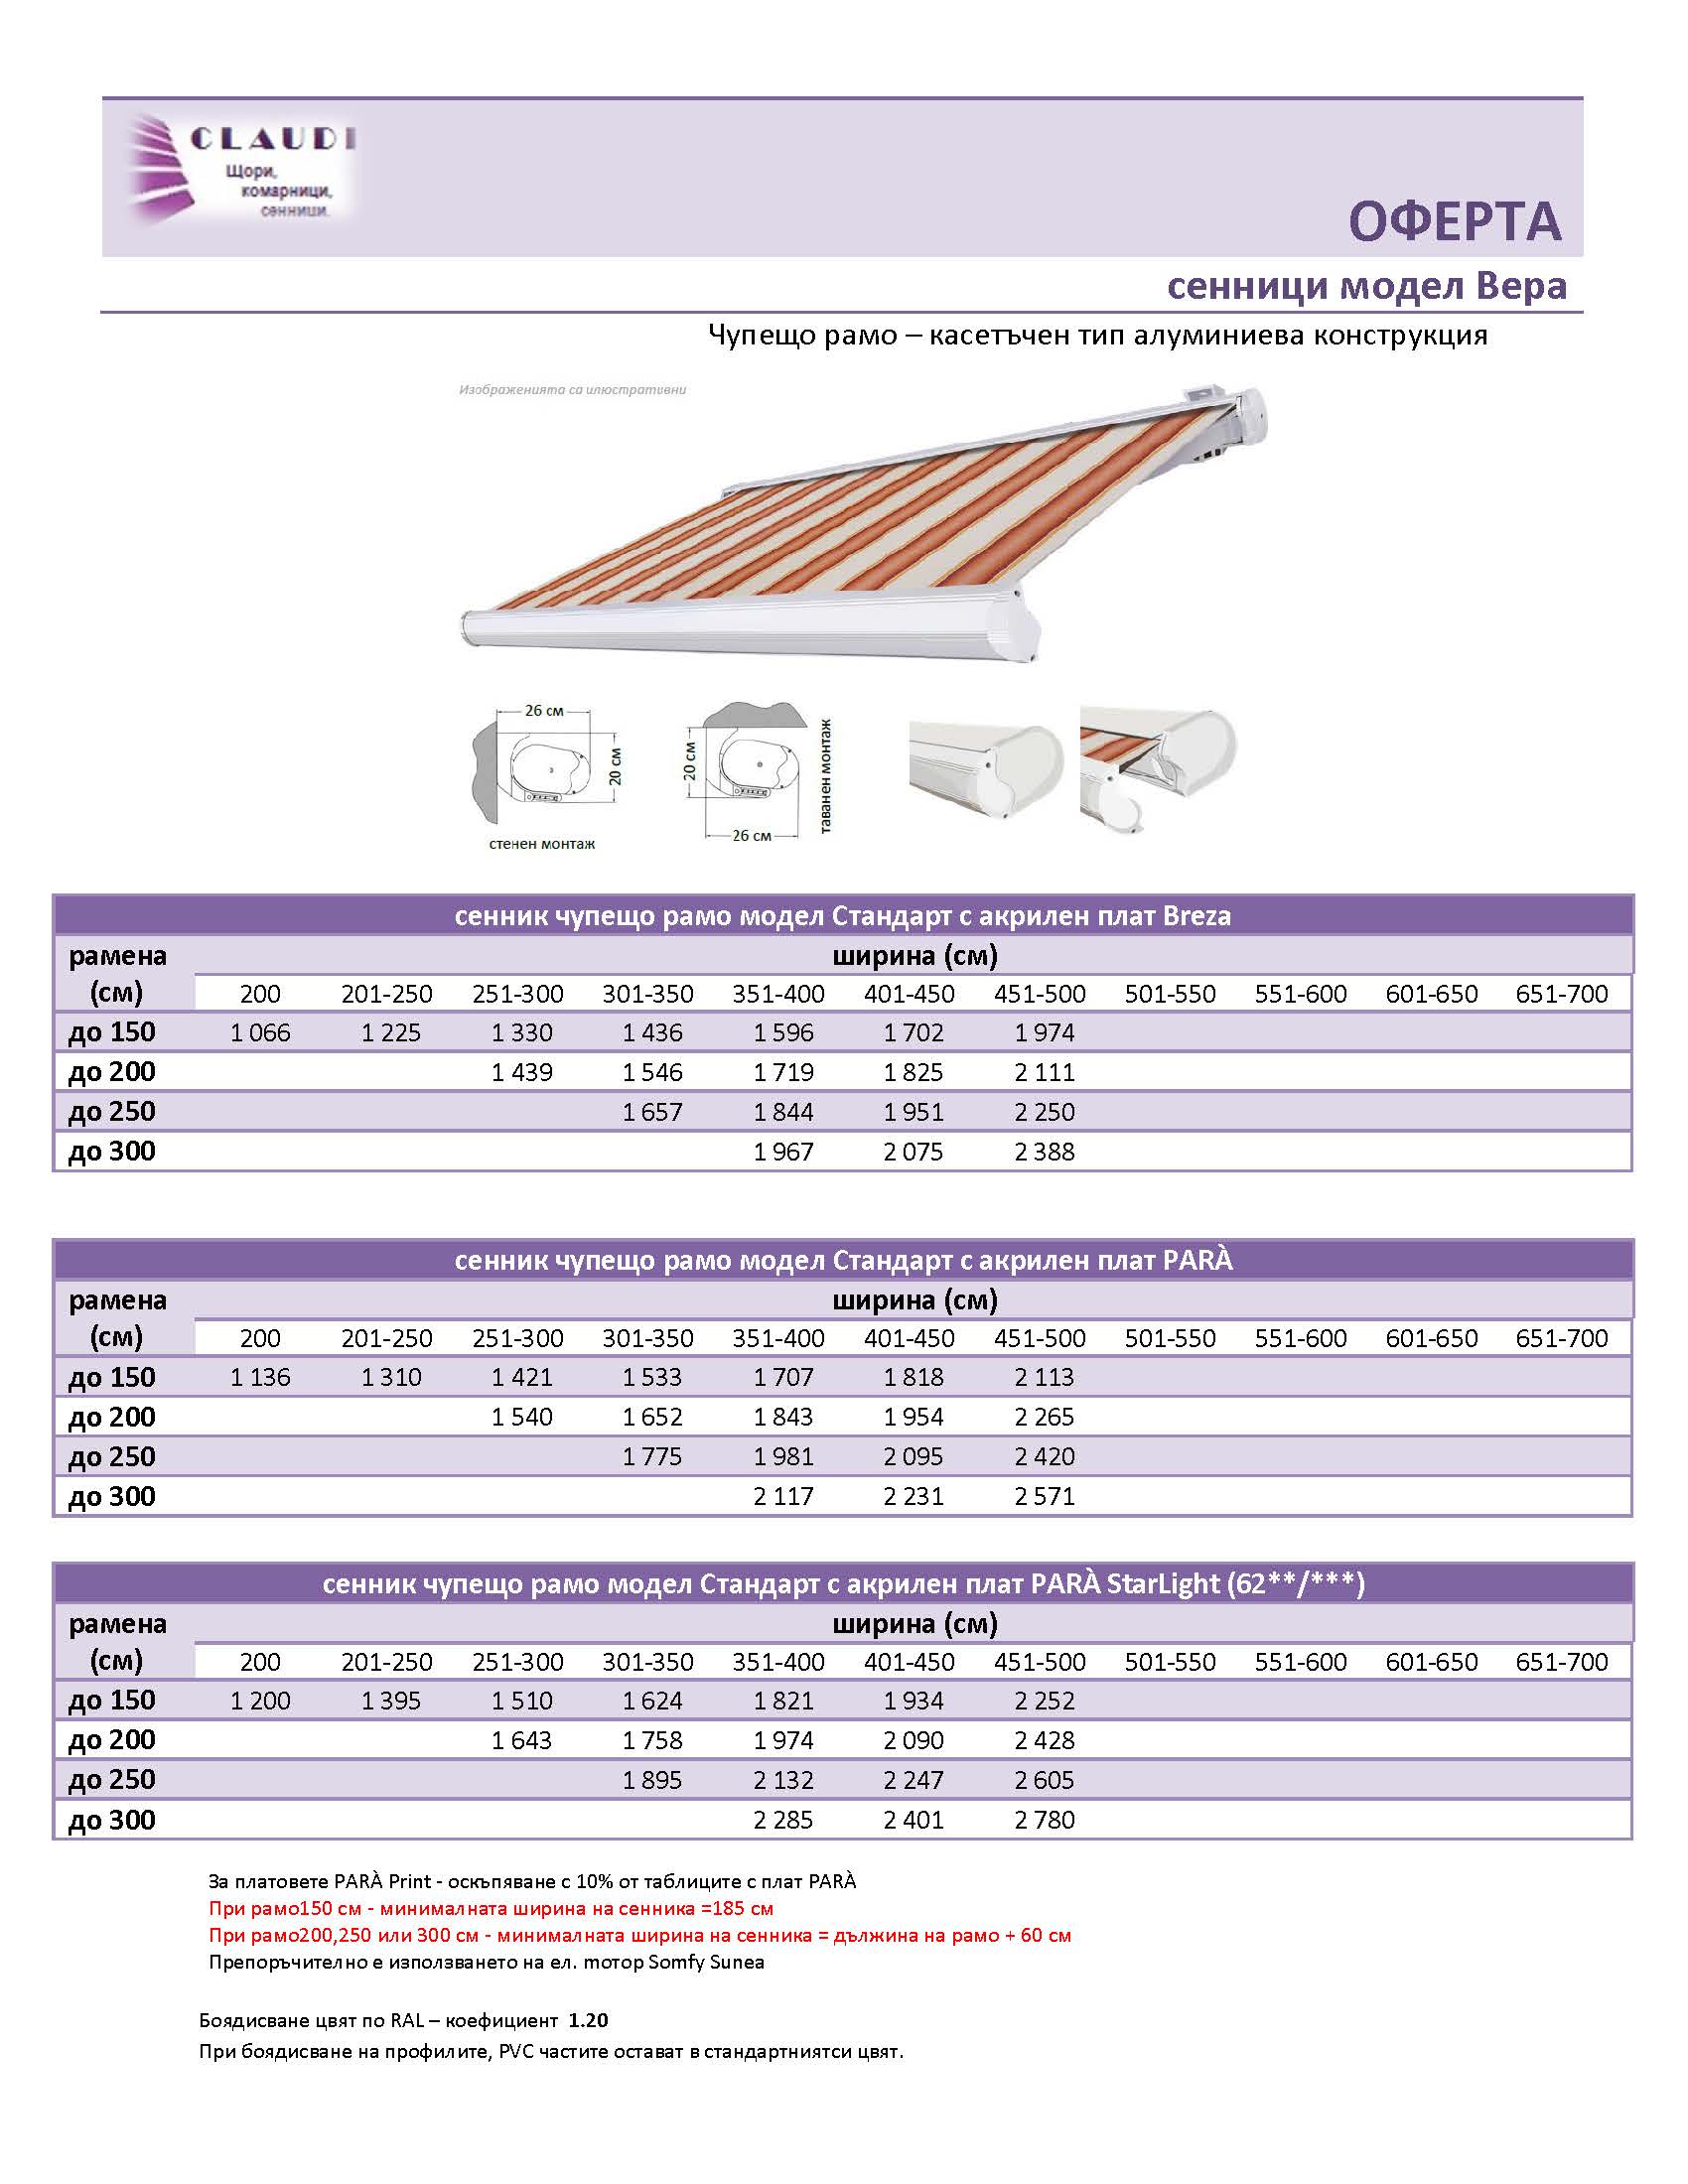 CLAUDI
Щори,
комарници,
сенници.
ОФЕРТА
сенници модел Вера
Чупещо рамо – касетъчен тип алуминиева конструкция
Изображенията са илюстративни
26 см
20 см
стенен монтаж
20 см
26 см
таванен монтаж
сенник чупещо рамо модел Стандарт с акрилен плат Breza
рамена ширина (см)
(см) 200 201-250 251-300 301-350 351-400 401-450 451-500 501-550 551-600 601-650 651-700
до 150 1 066 1 225 1 330 1 436 1 596 1 702 1 974
до 200 1 439 1 546 1 719 1 825 2 111
до 250 1 657 1 844 1 951 2 250
до 300 1 967 2 075 2 388
сенник чупещо рамо модел Стандарт с акрилен плат PARÀ
рамена ширина (см)
(см) 200 201-250 251-300 301-350 351-400 401-450 451-500 501-550 551-600 601-650 651-700
до 150 1 136 1 310 1 421 1 533 1 707 1 818 2 113
до 200 1 540 1 652 1 843 1 954 2 265
до 250 1 775 1 981 2 095 2 420
до 300 2 117 2 231 2 571
сенник чупещо рамо модел Стандарт с акрилен плат PARÀ StarLight (62**/***)
рамена ширина (см)
(см) 200 201-250 251-300 301-350 351-400 401-450 451-500 501-550 551-600 601-650 651-700
до 150 1 200 1 395 1 510 1 624 1 821 1 934 2 252
до 200 1 643 1 758 1 974 2 090 2 428
до 250 1 895 2 132 2 247 2 605
до 300 2 285 2 401 2 780
За платовете PARÀ Print - оскъпяване с 10% от таблиците с плат PARÀ
При рамо150 см - минималната ширина на сенника =185 см
При рамо200,250 или 300 см - минималната ширина на сенника = дължина на рамо + 60 см
Препоръчително е използването на ел. мотор Somfy Sunea
Боядисване цвят по RAL – коефициент 1.20
При боядисване на профилите, PVC частите остават в стандартниятси цвят.